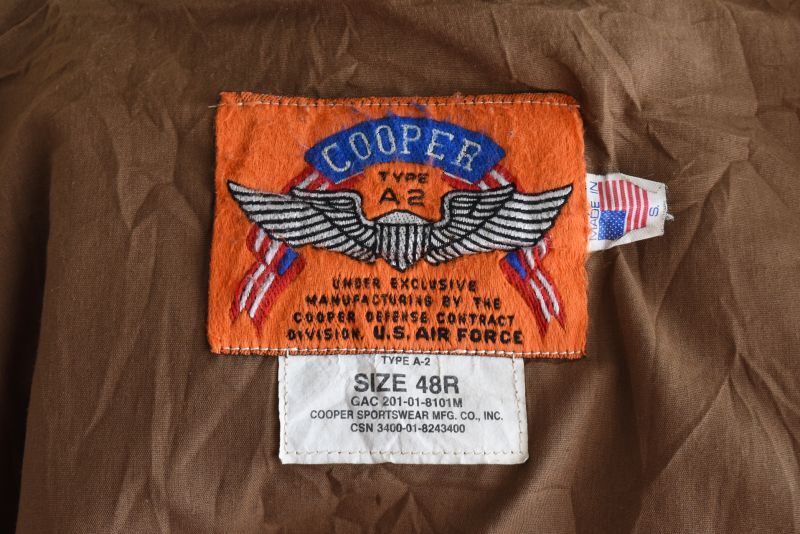 COOPER
TYPE
A-2
UNDER EXCLUSIVE
MANUFACTURING BY THE
COOPER DEFENSE CONTRACT
DIVISION, U.S. AIR FORCE
MADE IN
S.
TYPE A-2
SIZE 48R
GAC 201-01-8101M
COOPER SPORTSWEAR MFG. CO., INC.
CSN 3400-01-8243400